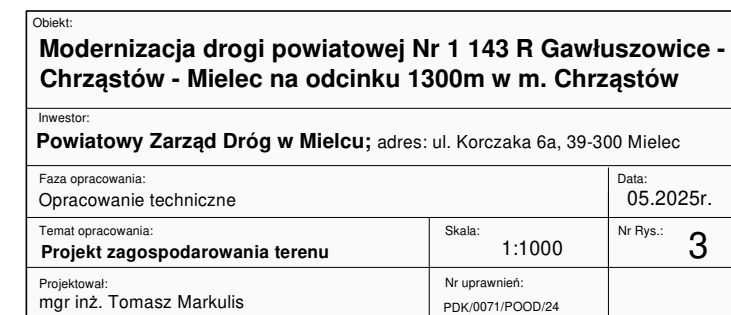 Obiekt:
Modernizacja drogi powiatowej Nr 1 143 R Gawłuszowice -
Chrząstów - Mielec na odcinku 1300m w m. Chrząstów
Inwestor:
Powiatowy Zarząd Dróg w Mielcu; adres: ul. Korczaka 6a, 39-300 Mielec
Faza opracowania:
Opracowanie techniczne
Data:
05.2025r.
Temat opracowania:
Projekt zagospodarowania terenu
Skala:
1:1000
Nr Rys.:
3
Projektował:
mgr inż. Tomasz Markulis
Nr uprawnień:
PDK/0071/POOD/24